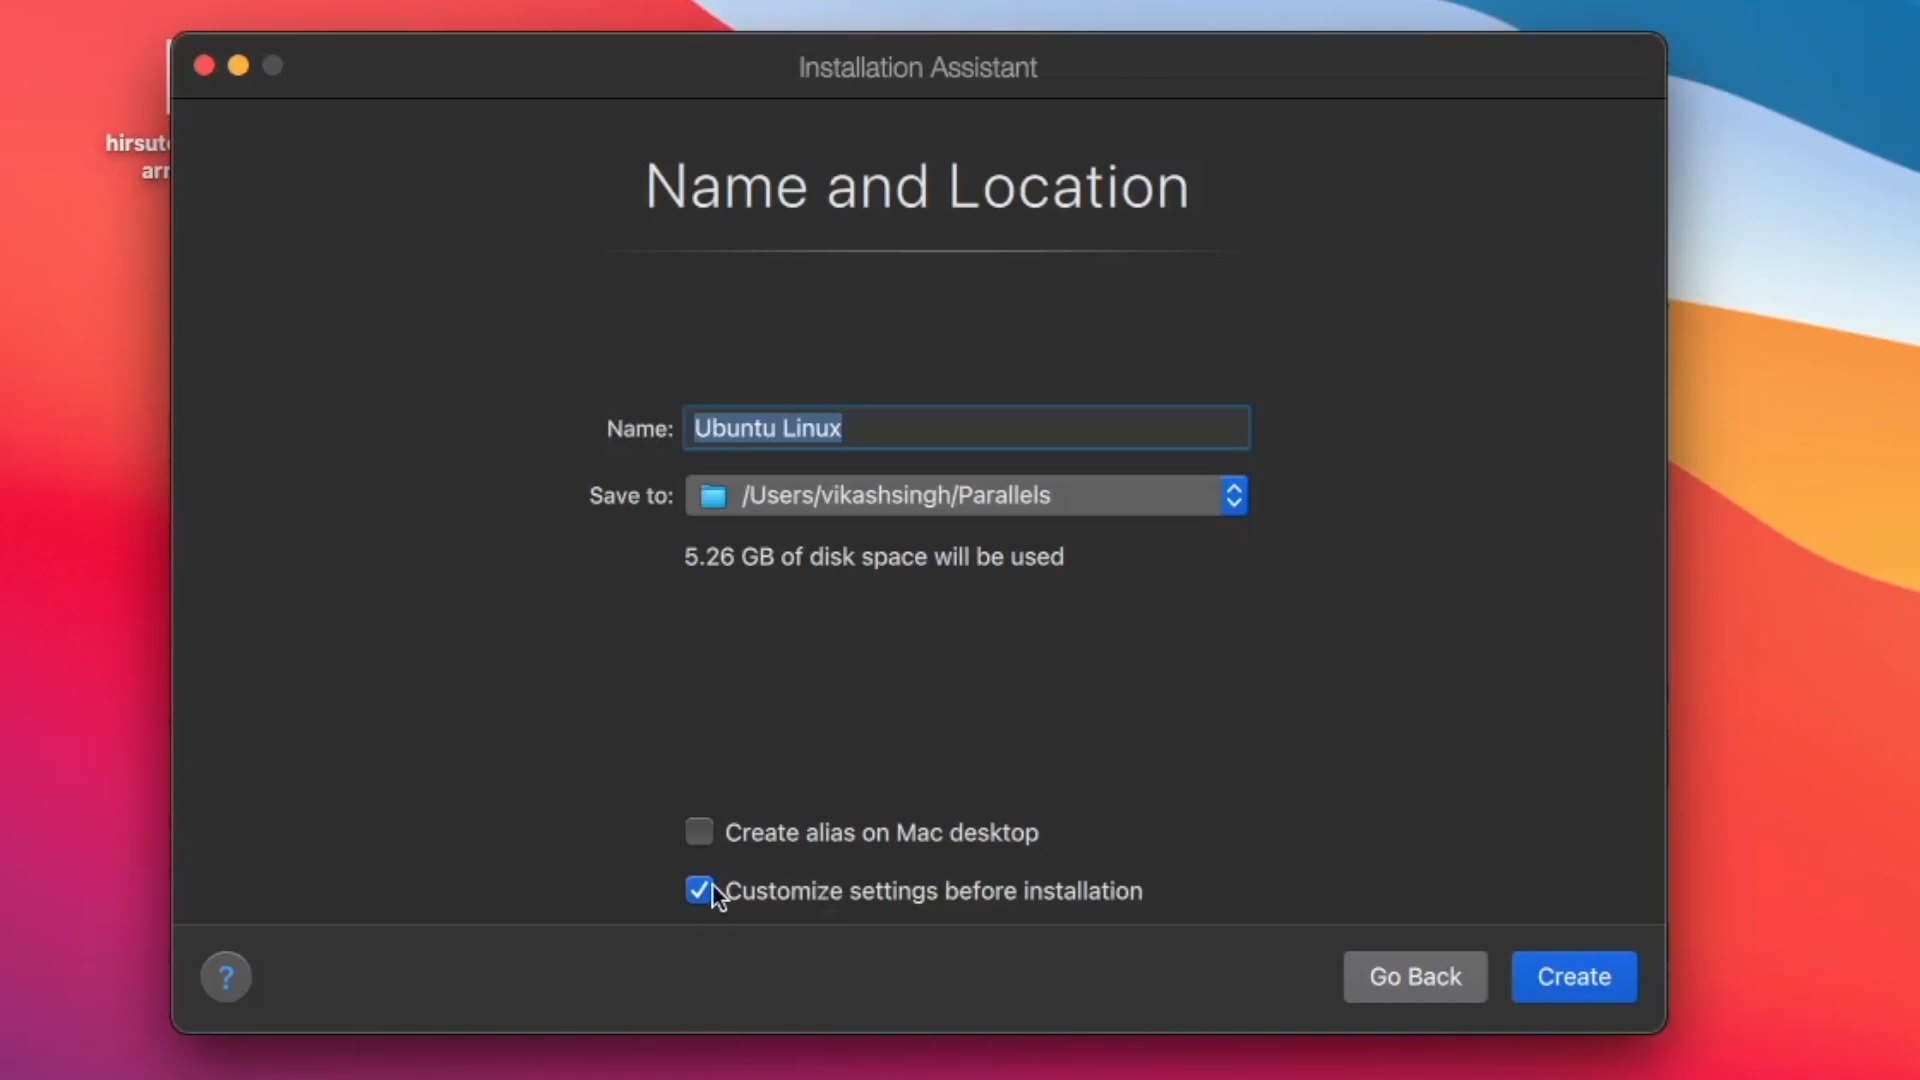 Installation Assistant
Name and Location
Name: Ubuntu Linux
Save to: /Users/vikashsingh/Parallels
5.26 GB of disk space will be used
Create alias on Mac desktop
Customize settings before installation
? Go Back Create